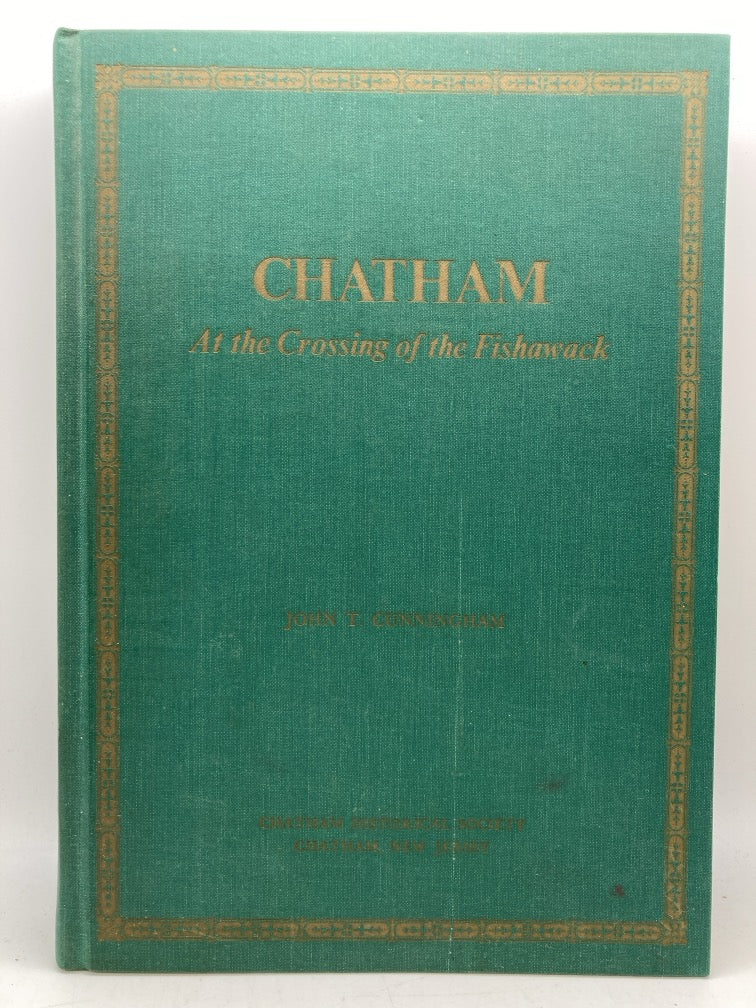 CHATHAM
At the Crossing of the Fishawack
JOHN T. CUNNINGHAM
CHATHAM HISTORICAL SOCIETY
CHATHAM, NEW JERSEY